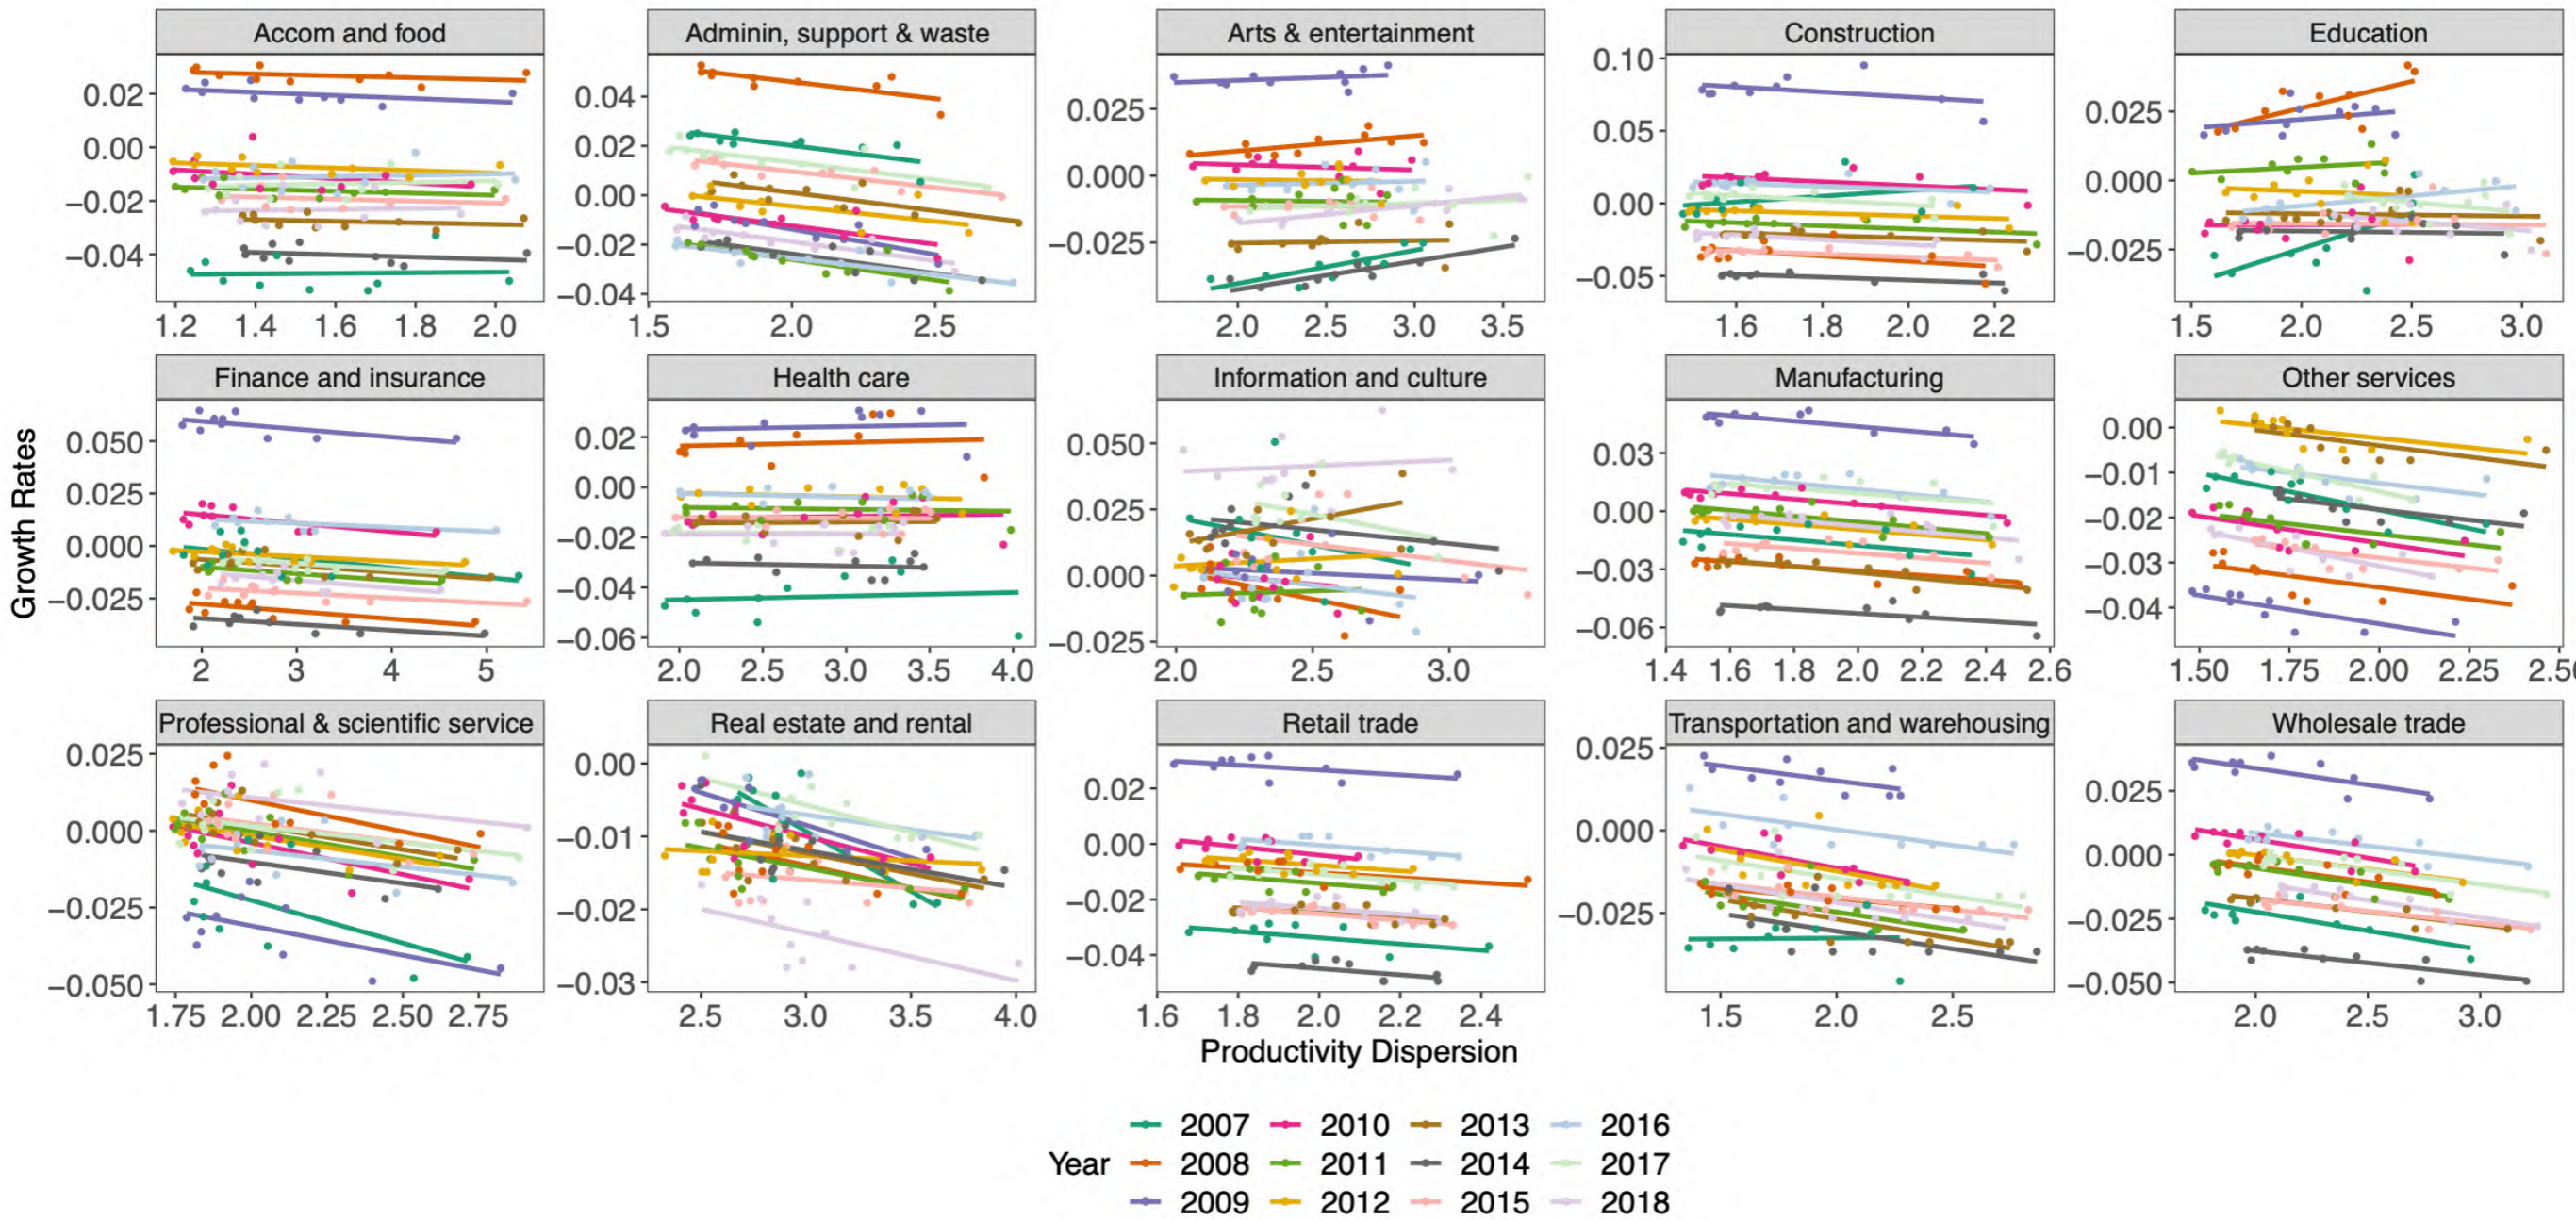 Accom and food Adminin, support & waste Arts & entertainment Construction Education
0.02 0.00 −0.02 −0.04
0.04 0.02 0.00 −0.02 −0.04
0.025 0.000 −0.025
0.10 0.05 0.00 −0.05
0.025 0.000 −0.025
1.2 1.4 1.6 1.8 2.0
1.5 2.0 2.5
2.0 2.5 3.0 3.5
1.6 1.8 2.0 2.2
1.5 2.0 2.5 3.0
Growth Rates
Finance and insurance Health care Information and culture Manufacturing Other services
0.050 0.025 0.000 −0.025
0.02 0.00 −0.02 −0.04 −0.06
0.050 0.025 0.000 −0.025
0.03 0.00 −0.03 −0.06
0.00 −0.01 −0.02 −0.03 −0.04
2 3 4 5
2.0 2.5 3.0 3.5 4.0
2.0 2.5 3.0
1.4 1.6 1.8 2.0 2.2 2.4 2.6
1.50 1.75 2.00 2.25 2.50
Professional & scientific service Real estate and rental Retail trade Transportation and warehousing Wholesale trade
0.025 0.000 −0.025 −0.050
0.00 −0.01 −0.02 −0.03
0.02 0.00 −0.02 −0.04
0.025 0.000 −0.025
0.025 0.000 −0.025 −0.050
1.75 2.00 2.25 2.50 2.75
2.5 3.0 3.5 4.0
1.6 1.8 2.0 2.2 2.4
1.5 2.0 2.5
2.0 2.5 3.0
Productivity Dispersion
2007 2010 2013 2016
Year 2008 2011 2014 2017
2009 2012 2015 2018